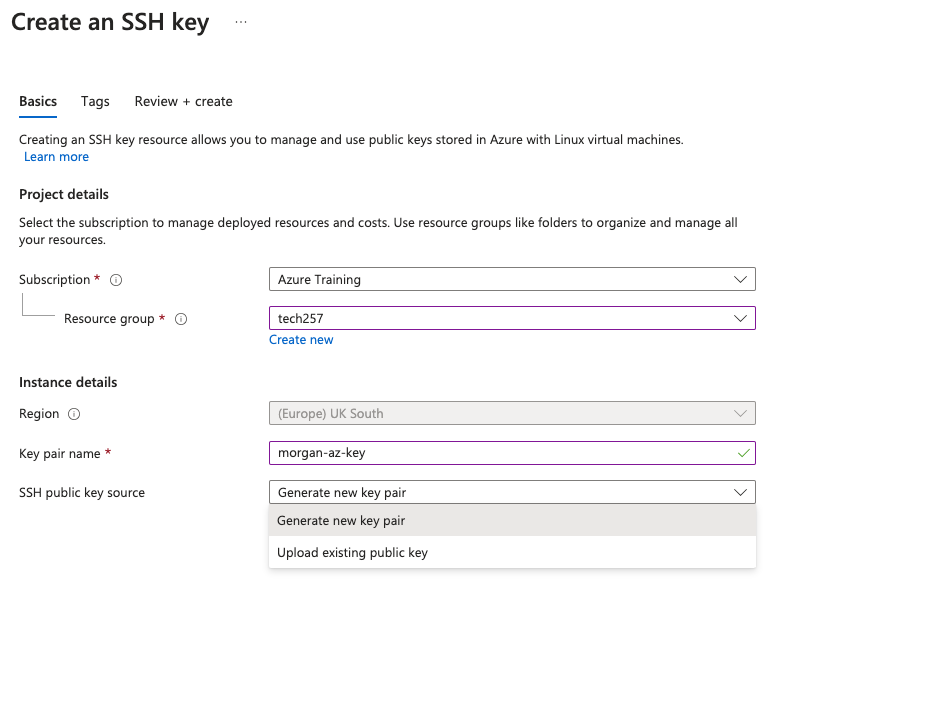 Create an SSH key ...
Basics Tags Review + create
Creating an SSH key resource allows you to manage and use public keys stored in Azure with Linux virtual machines.
Learn more
Project details
Select the subscription to manage deployed resources and costs. Use resource groups like folders to organize and manage all
your resources.
Subscription * i Azure Training
Resource group * i tech257
Create new
Instance details
Region i (Europe) UK South
Key pair name * morgan-az-key
SSH public key source Generate new key pair
Generate new key pair
Upload existing public key